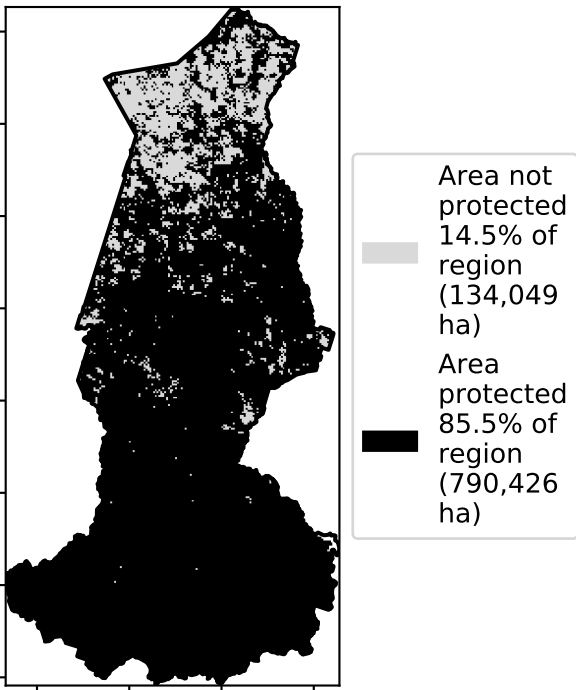 Area not
protected
14.5% of
region
(134,049
ha)
Area
protected
85.5% of
region
(790,426
ha)